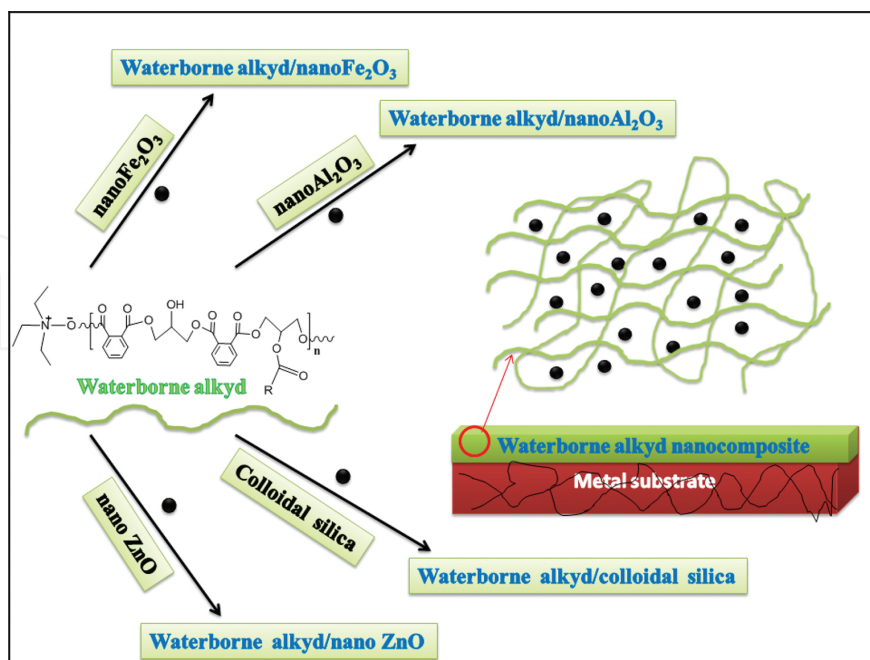 Waterborne alkyd/nanoFe₂O₃
Waterborne alkyd/nanoAl₂O₃
nanoFe₂O₃
nanoAl₂O₃
OH
O
O
O
O
N⁺
O⁻
O
O
O
O
O
n
O
O
R
Waterborne alkyd
Waterborne alkyd nanocomposite
Metal substrate
nano ZnO
Colloidal silica
Waterborne alkyd/colloidal silica
Waterborne alkyd/nano ZnO